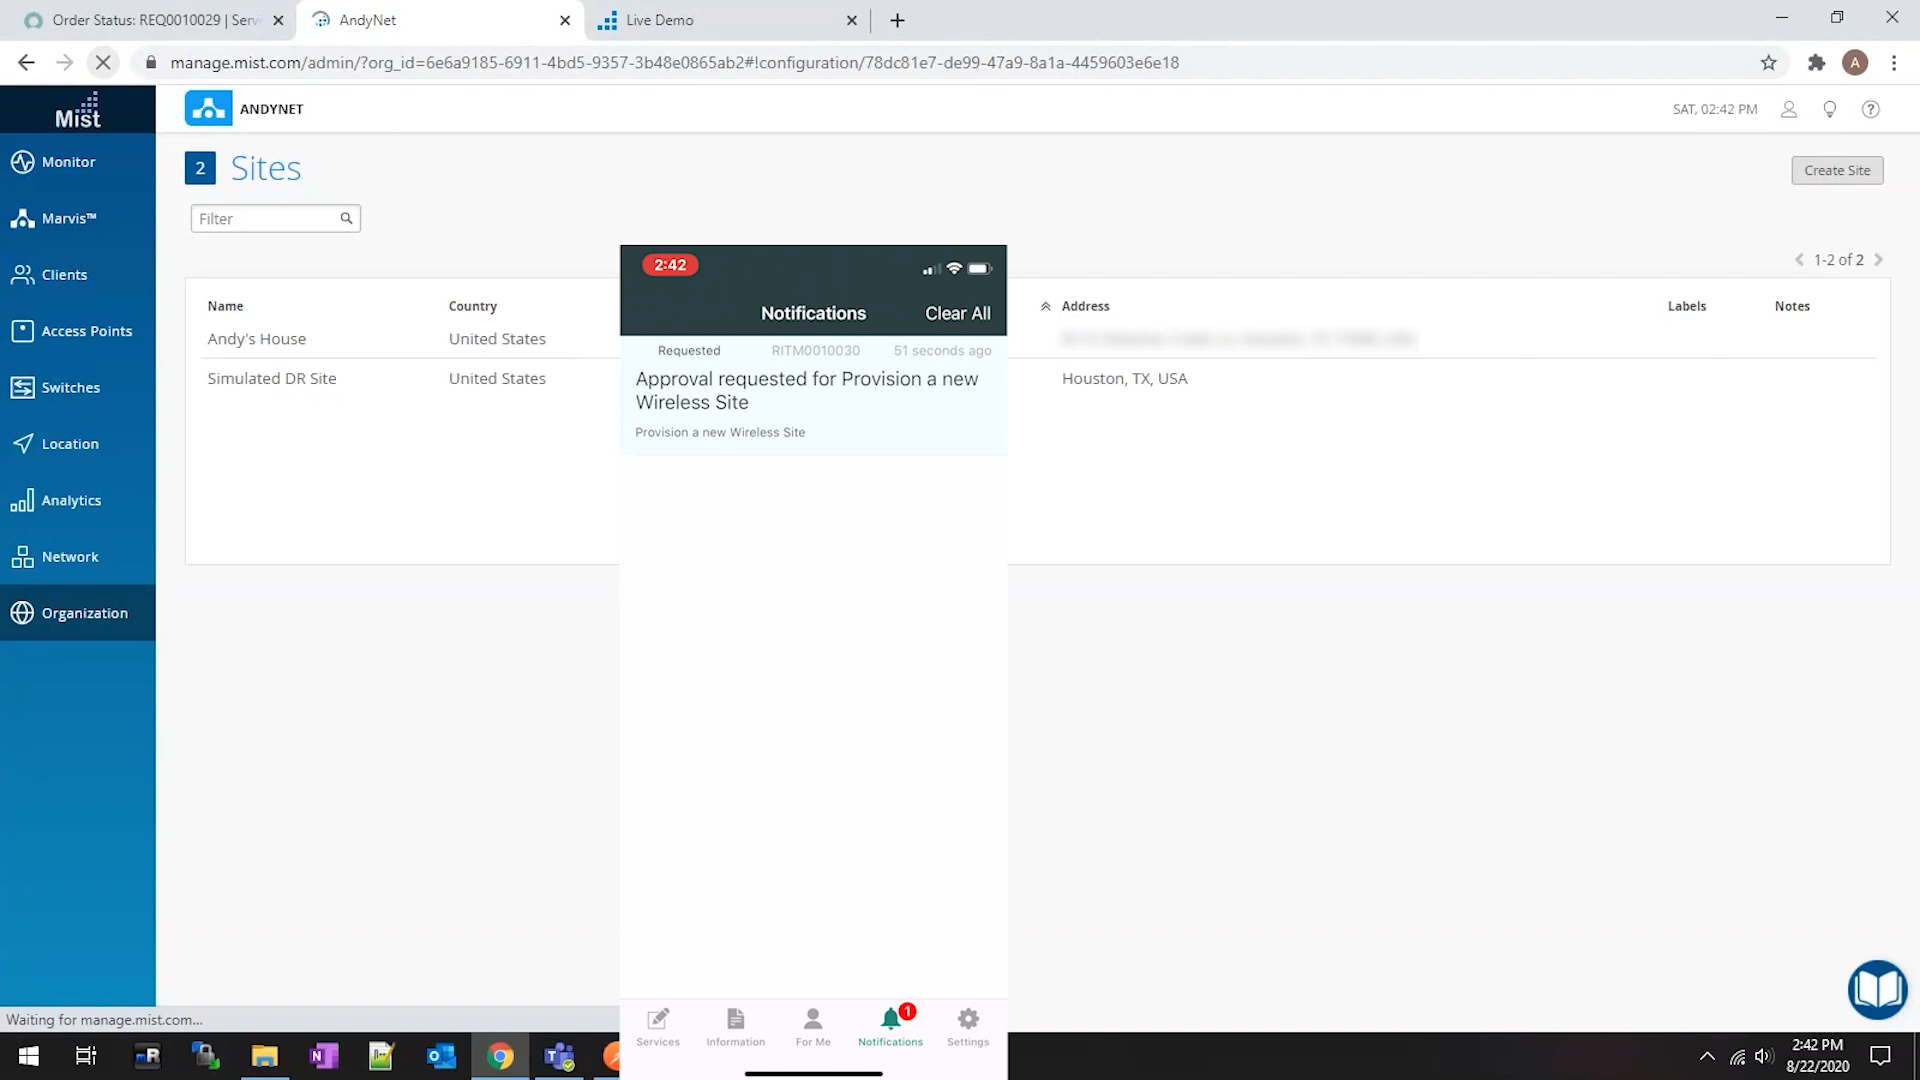 Order Status: REQ0010029 | Serv
AndyNet
Live Demo
manage.mist.com/admin/?org_id=6e6a9185-6911-4bd5-9357-3b48e0865ab2#!configuration/78dc81e7-de99-47a9-8a1a-4459603e6e18
A
Mist
ANDYNET
SAT, 02:42 PM
Monitor
Marvis™
Clients
Access Points
Switches
Location
Analytics
Network
Organization
2 Sites
Create Site
Filter
1-2 of 2
Name Country Address Labels Notes
Andy's House United States
Simulated DR Site United States Houston, TX, USA
2:42
Notifications Clear All
Requested RITM0010030 51 seconds ago
Approval requested for Provision a new
Wireless Site
Provision a new Wireless Site
1
Services Information For Me Notifications Settings
Waiting for manage.mist.com...
2:42 PM
8/22/2020